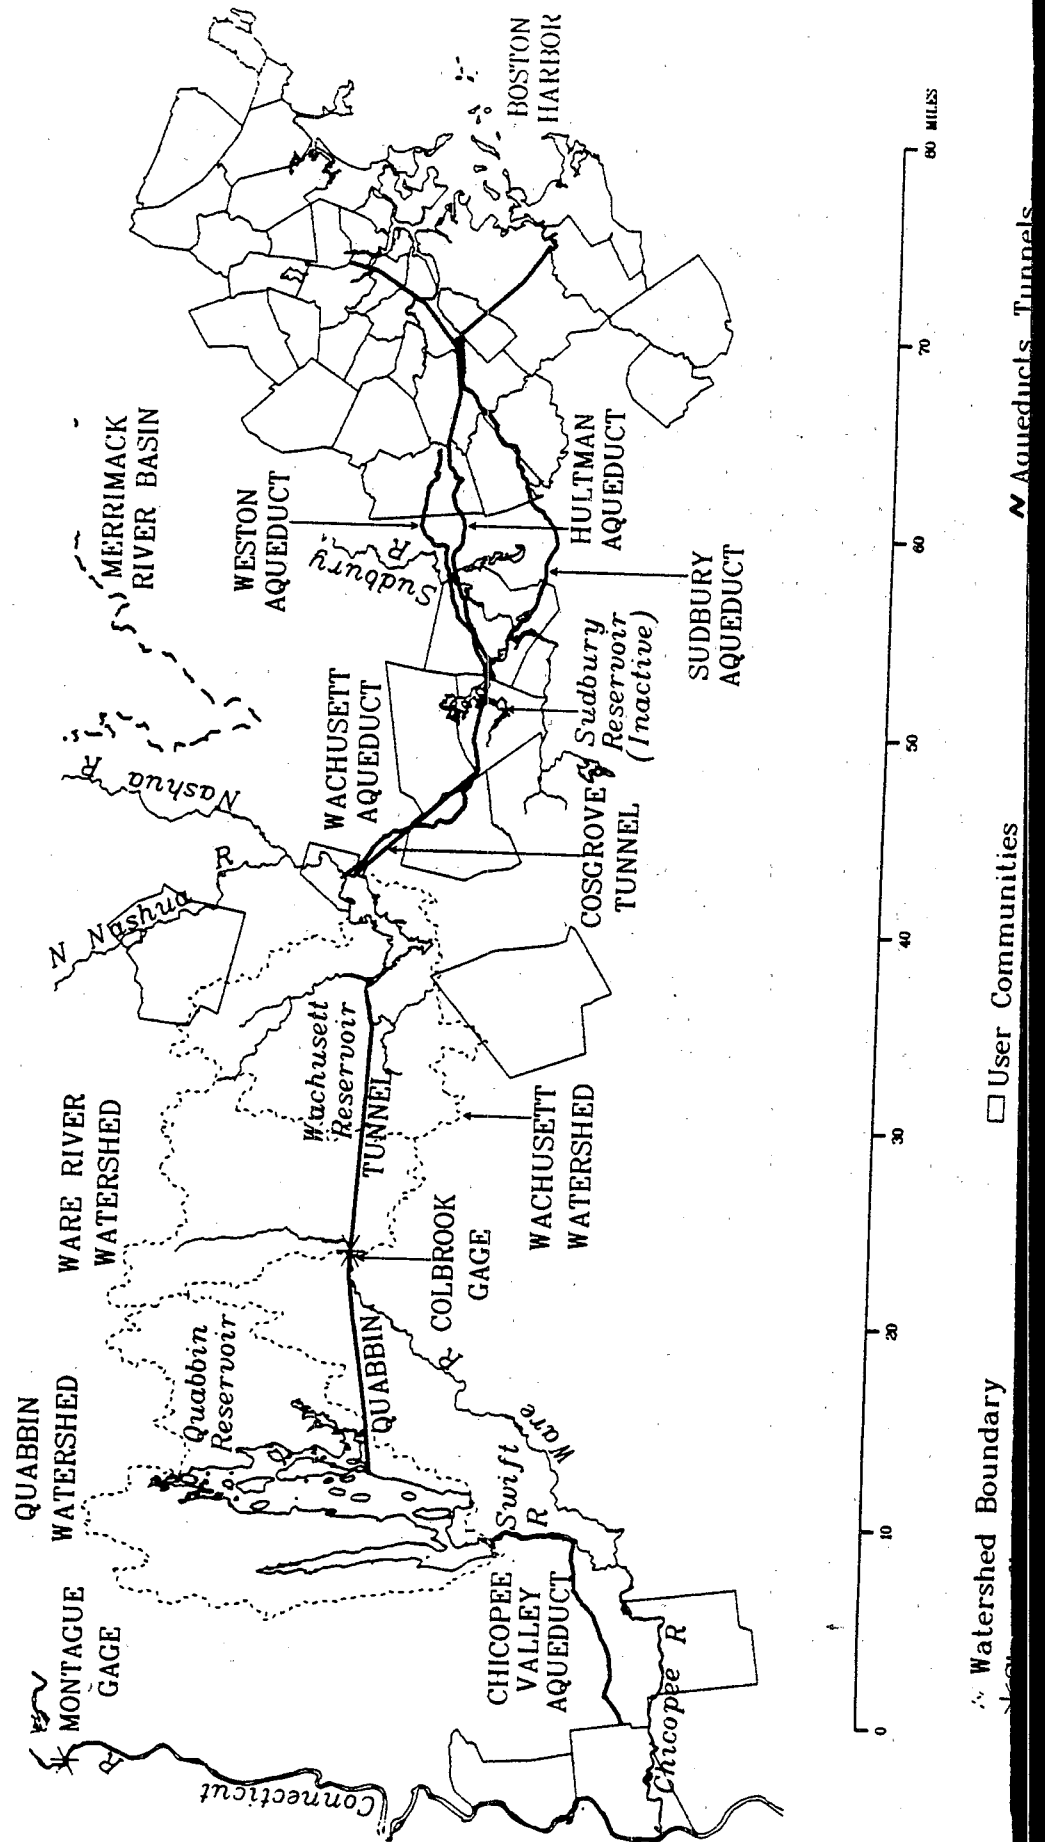 QUABBIN
WATERSHED
MONTAGUE
GAGE
R
Connecticut
Quabbin
Reservoir
WARE RIVER
WATERSHED
QUABBIN
TUNNEL
COLBROOK
GAGE
Wachusett
Reservoir
WACHUSETT
WATERSHED
Swift
R
Ware
R
CHICOPEE
VALLEY
AQUEDUCT
Chicopee R
N Nashua
R
Nashua
R
MERRIMACK
RIVER BASIN
WACHUSETT
AQUEDUCT
COSGROVE
TUNNEL
WESTON
AQUEDUCT
Sudbury
R
Sudbury
Reservoir
(Inactive)
HULTMAN
AQUEDUCT
SUDBURY
AQUEDUCT
BOSTON
HARBOR
0 10 20 30 40 50 60 70 80 MILES
Watershed Boundary
User Communities
Aqueducts Tunnels